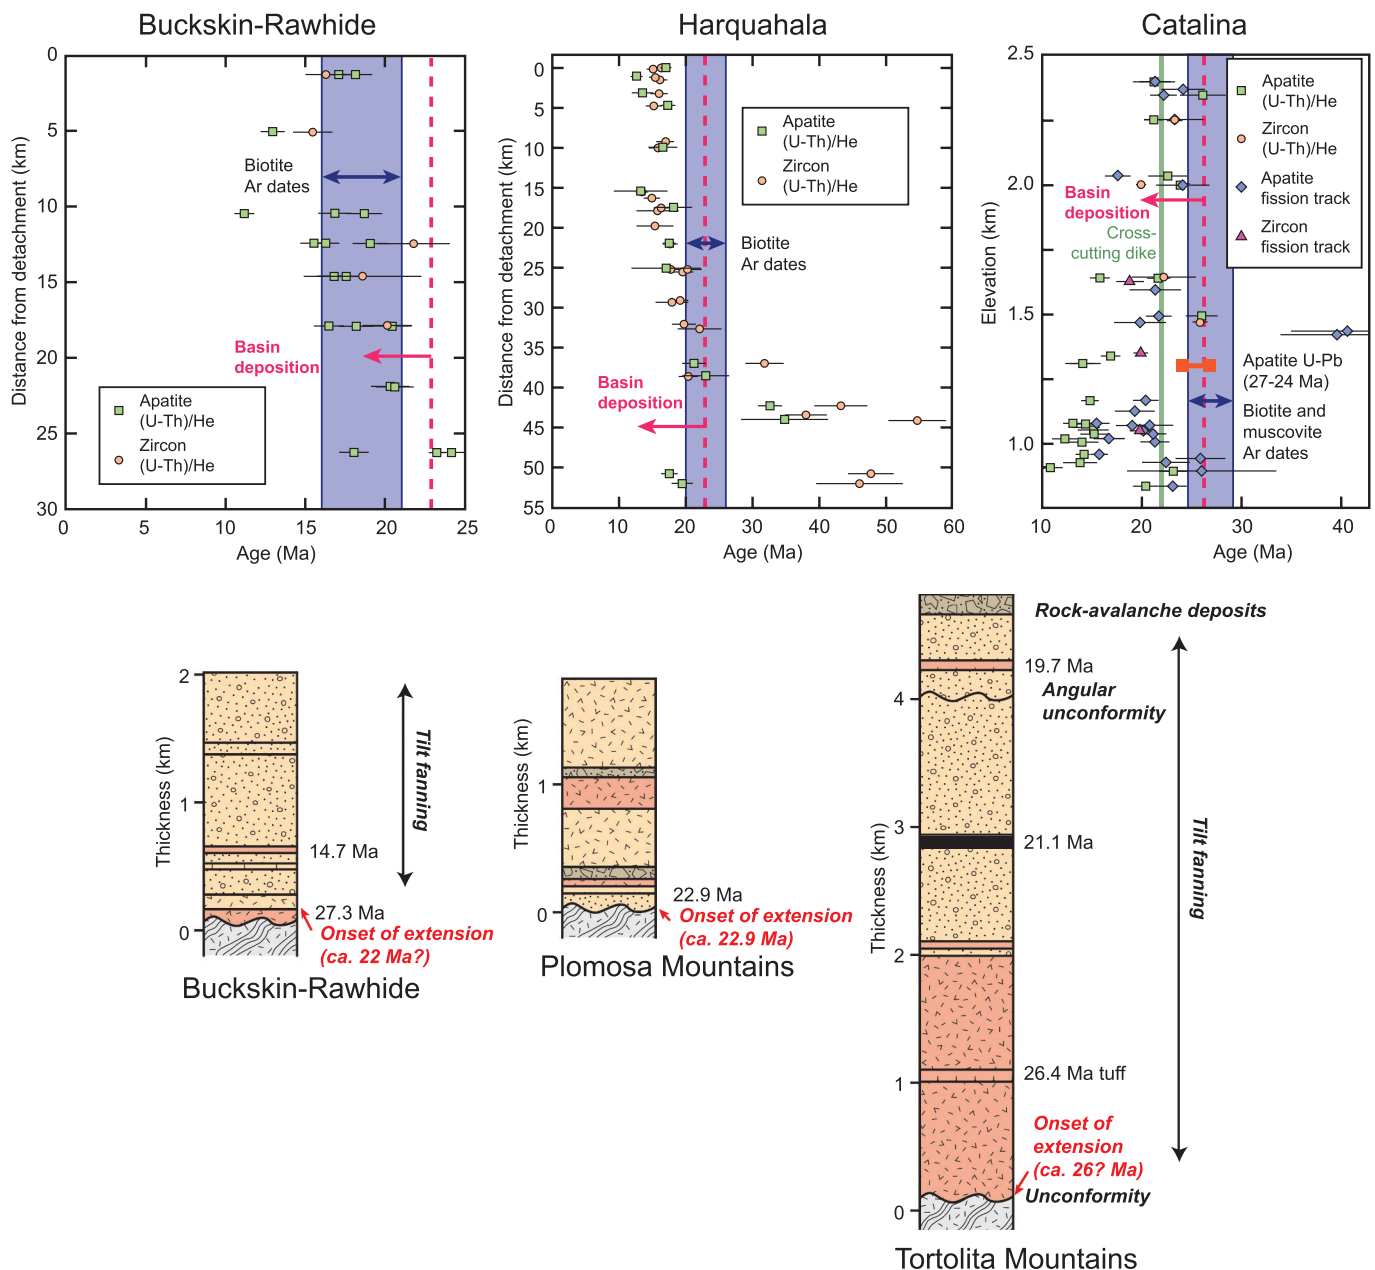 Buckskin-Rawhide
Distance from detachment (km)
0
5
10
15
20
25
30
0
5
10
15
20
25
Age (Ma)
Biotite
Ar dates
Basin
deposition
Apatite
(U-Th)/He
Zircon
(U-Th)/He
Harquahala
Distance from detachment (km)
0
5
10
15
20
25
30
35
40
45
50
55
0
10
20
30
40
50
60
Age (Ma)
Apatite
(U-Th)/He
Zircon
(U-Th)/He
Biotite
Ar dates
Basin
deposition
Catalina
Elevation (km)
2.5
2.0
1.5
1.0
10
20
30
40
Age (Ma)
Apatite
(U-Th)/He
Zircon
(U-Th)/He
Apatite
fission track
Zircon
fission track
Basin
deposition
Cross-
cutting dike
Apatite U-Pb
(27-24 Ma)
Biotite and
muscovite
Ar dates
Thickness (km)
2
1
0
Tilt fanning
14.7 Ma
27.3 Ma
Onset of extension
(ca. 22 Ma?)
Buckskin-Rawhide
Thickness (km)
1
0
22.9 Ma
Onset of extension
(ca. 22.9 Ma)
Plomosa Mountains
Thickness (km)
4
3
2
1
0
Rock-avalanche deposits
19.7 Ma
Angular
unconformity
21.1 Ma
Tilt fanning
26.4 Ma tuff
Onset of
extension
(ca. 26? Ma)
Unconformity
Tortolita Mountains